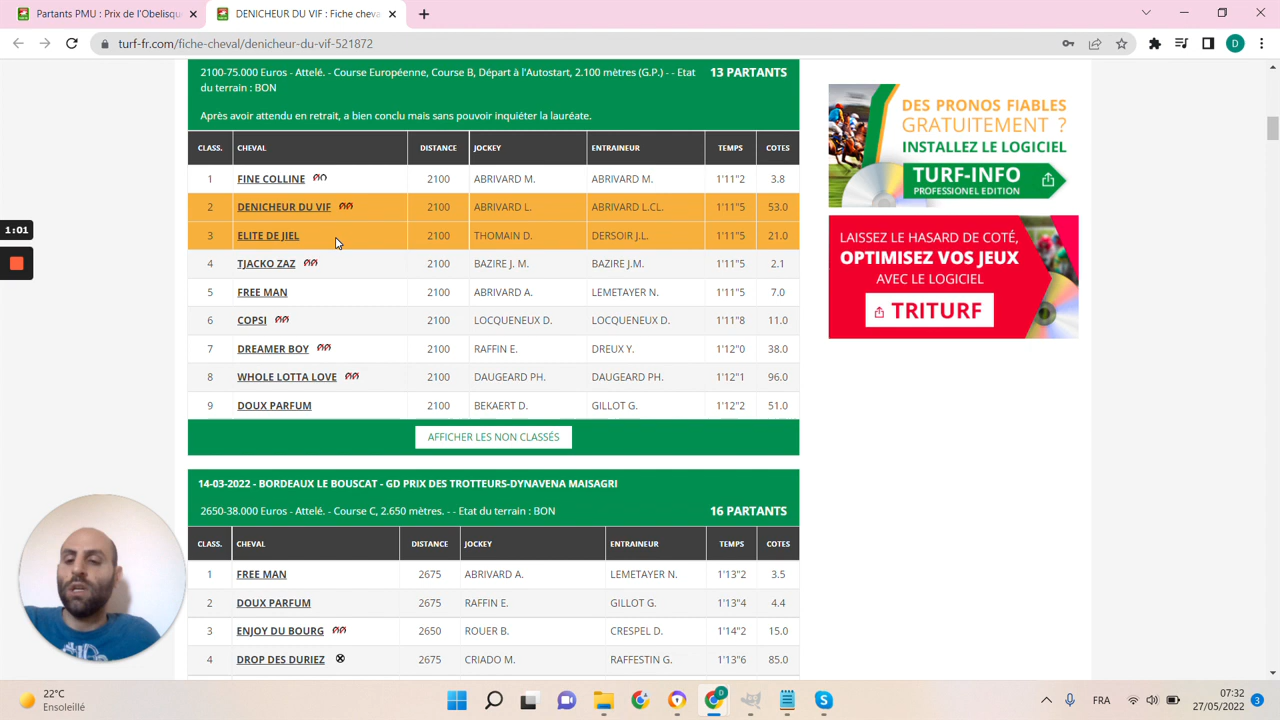 Partants PMU : Prix de l'Obelisqu
DENICHEUR DU VIF : Fiche cheva
turf-fr.com/fiche-cheval/denicheur-du-vif-521872
D
2100-75.000 Euros - Attelé. - Course Européenne, Course B, Départ à l'Autostart, 2.100 mètres (G.P.) - - Etat du terrain : BON
13 PARTANTS
Après avoir attendu en retrait, a bien conclu mais sans pouvoir inquiéter la lauréate.
CLASS. CHEVAL DISTANCE JOCKEY ENTRAINEUR TEMPS COTES
1 FINE COLLINE 2100 ABRIVARD M. ABRIVARD M. 1'11"2 3.8
2 DENICHEUR DU VIF 2100 ABRIVARD L. ABRIVARD L.CL. 1'11"5 53.0
3 ELITE DE JIEL 2100 THOMAIN D. DERSOIR J.L. 1'11"5 21.0
4 TJACKO ZAZ 2100 BAZIRE J. M. BAZIRE J.M. 1'11"5 2.1
5 FREE MAN 2100 ABRIVARD A. LEMETAYER N. 1'11"5 7.0
6 COPSI 2100 LOCQUENEUX D. LOCQUENEUX D. 1'11"8 11.0
7 DREAMER BOY 2100 RAFFIN E. DREUX Y. 1'12"0 38.0
8 WHOLE LOTTA LOVE 2100 DAUGEARD PH. DAUGEARD PH. 1'12"1 96.0
9 DOUX PARFUM 2100 BEKAERT D. GILLOT G. 1'12"2 51.0
AFFICHER LES NON CLASSÉS
14-03-2022 - BORDEAUX LE BOUSCAT - GD PRIX DES TROTTEURS-DYNAVENA MAISAGRI
2650-38.000 Euros - Attelé. - Course C, 2.650 mètres. - - Etat du terrain : BON
16 PARTANTS
CLASS. CHEVAL DISTANCE JOCKEY ENTRAINEUR TEMPS COTES
1 FREE MAN 2675 ABRIVARD A. LEMETAYER N. 1'13"2 3.5
2 DOUX PARFUM 2675 RAFFIN E. GILLOT G. 1'13"4 4.4
3 ENJOY DU BOURG 2650 ROUER B. CRESPEL D. 1'14"2 15.0
4 DROP DES DURIEZ 2675 CRIADO M. RAFFESTIN G. 1'13"6 85.0
DES PRONOS FIABLES
GRATUITEMENT ?
INSTALLEZ LE LOGICIEL
TURF-INFO
PROFESIONNEL EDITION
LAISSEZ LE HASARD DE COTÉ,
OPTIMISEZ VOS JEUX
AVEC LE LOGICIEL
TRITURF
1:01
22°C
Ensoleillé
D
FRA
07:32
27/05/2022
3